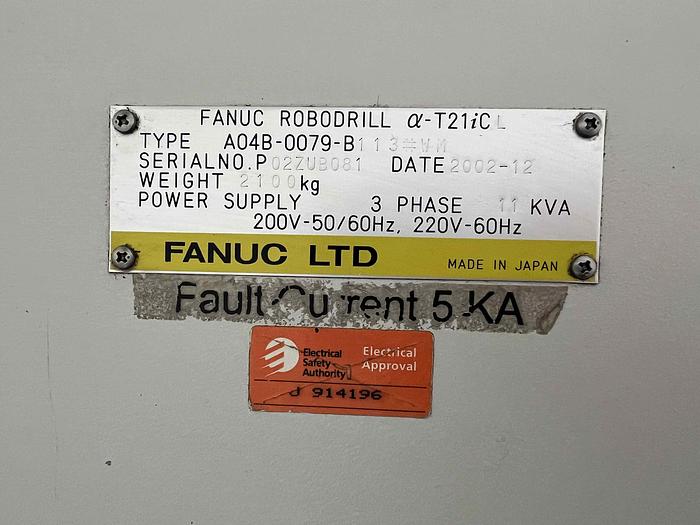 FANUC ROBODRILL α-T21iCL
TYPE A04B-0079-B113#WM
SERIALNO.P02ZUB081 DATE 2002-12
WEIGHT 2100kg
POWER SUPPLY 3 PHASE 11 KVA
200V-50/60Hz, 220V-60Hz
FANUC LTD MADE IN JAPAN
Fault Current 5 KA
Electrical Safety Authority
Electrical Approval
J 914196